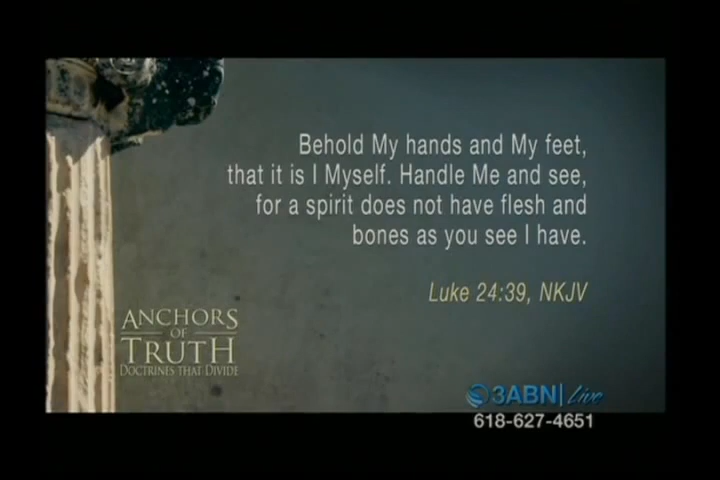 Behold My hands and My feet,
that it is I Myself. Handle Me and see,
for a spirit does not have flesh and
bones as you see I have.
Luke 24:39, NKJV
ANCHORS
OF
TRUTH
DOCTRINES THAT DIVIDE
3ABN Live
618-627-4651